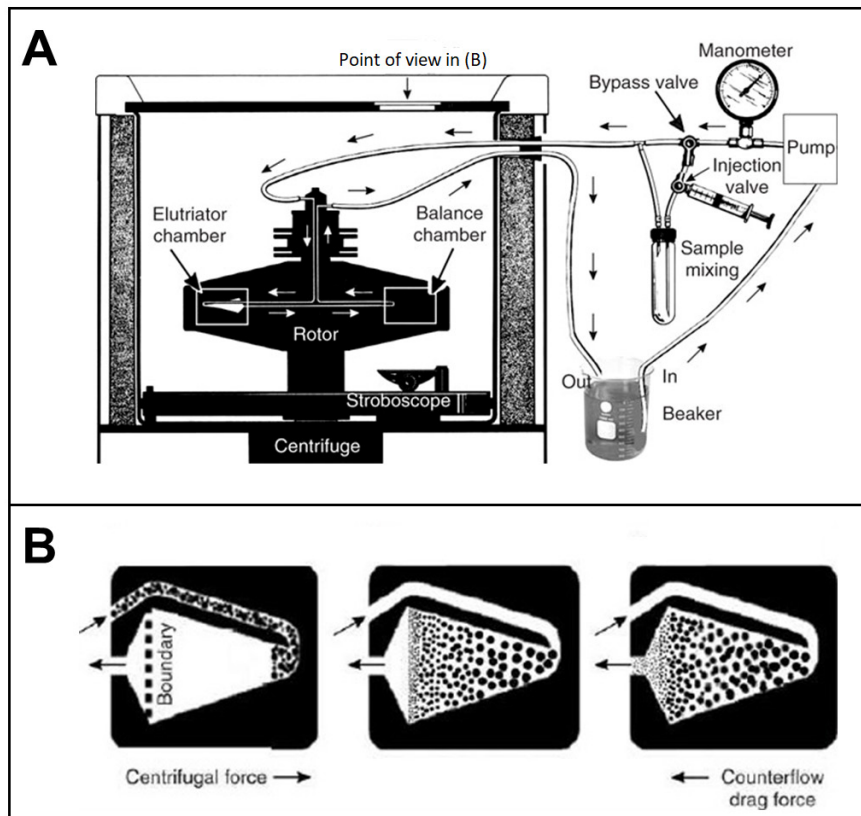 A
Point of view in (B)
Manometer
Bypass valve
Pump
Injection
valve
Elutriator
chamber
Balance
chamber
Sample
mixing
Rotor
Out
In
Stroboscope
Beaker
Centrifuge
B
Boundary
Centrifugal force
Counterflow
drag force